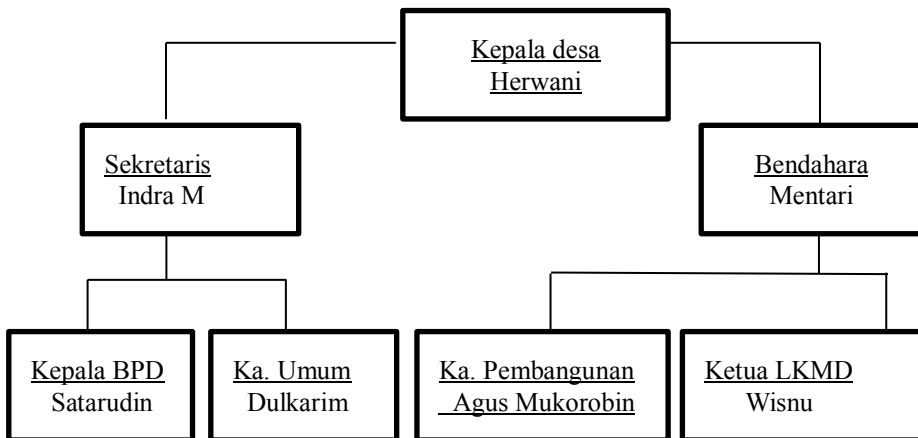 Kepala desa
Herwani
Sekretaris
Indra M
Bendahara
Mentari
Kepala BPD
Satarudin
Ka. Umum
Dulkarim
Ka. Pembangunan
Agus Mukorobin
Ketua LKMD
Wisnu